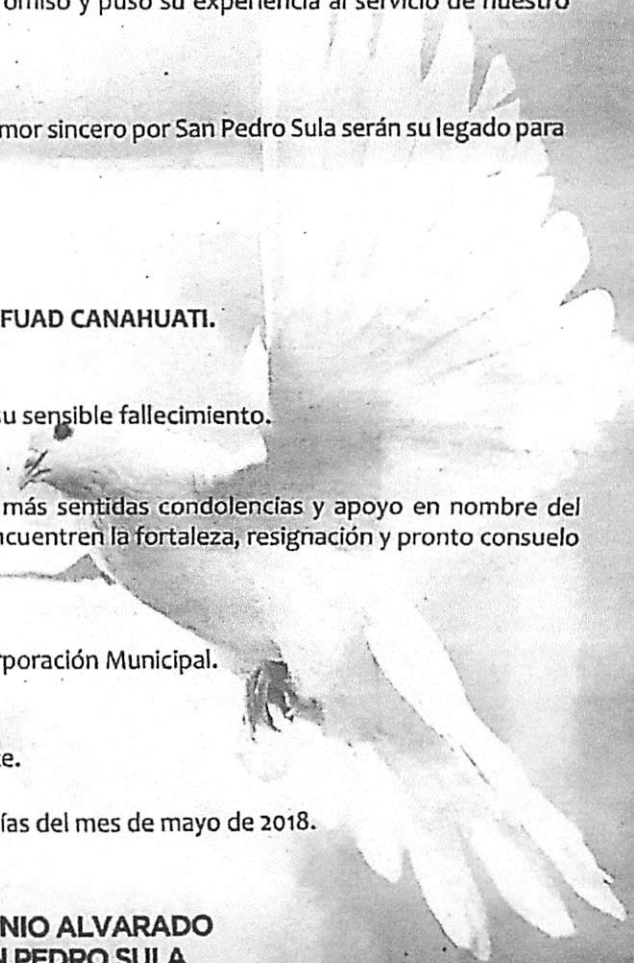 omiso y puso su experiencia al servicio de nuestro
mor sincero por San Pedro Sula serán su legado para
FUAD CANAHUATI.
su sensible fallecimiento.
más sentidas condolencias y apoyo en nombre del
ncuentren la fortaleza, resignación y pronto consuelo
rporación Municipal.
e.
ías del mes de mayo de 2018.
NIO ALVARADO
N PEDRO SULA